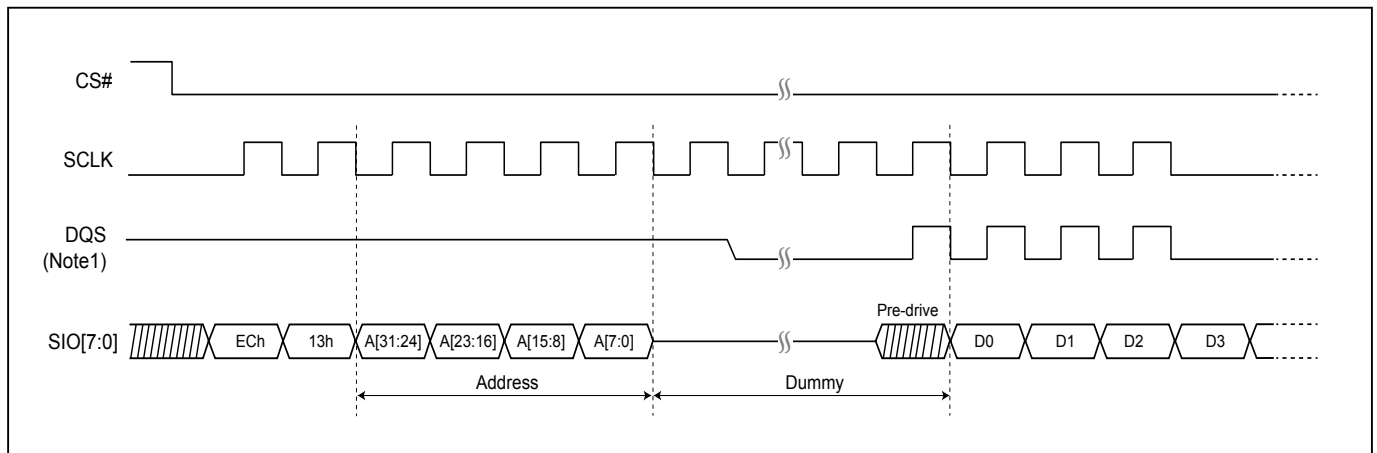 CS#
SCLK
DQS
(Note1)
Pre-drive
SIO[7:0] ECh 13h A[31:24] A[23:16] A[15:8] A[7:0] D0 D1 D2 D3
Address Dummy